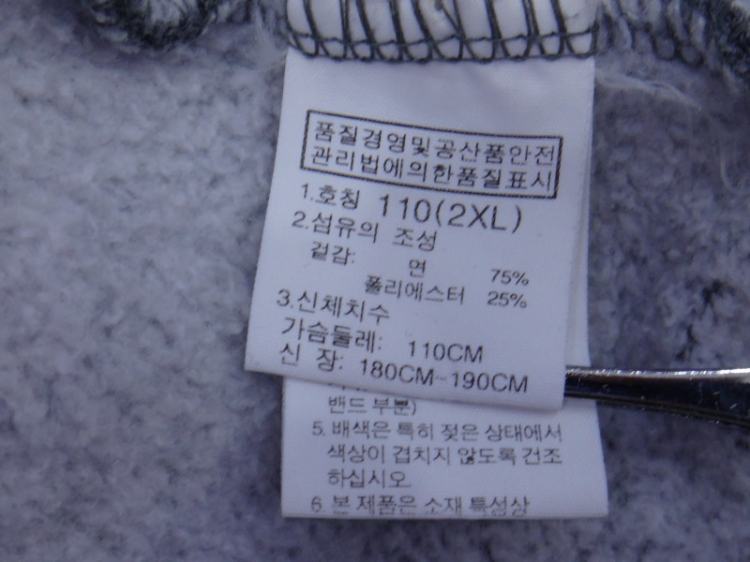 품질경영및공산품안전
관리법에의한품질표시
1.호칭 110(2XL)
2.섬유의 조성
겉감: 면 75%
폴리에스터 25%
3.신체치수
가슴둘레: 110CM
신 장: 180CM~190CM
밴드 부분)
5. 배색은 특히 젖은 상태에서
색상이 겹치지 않도록 건조
하십시오
6. 본 제품은 소재 특성상